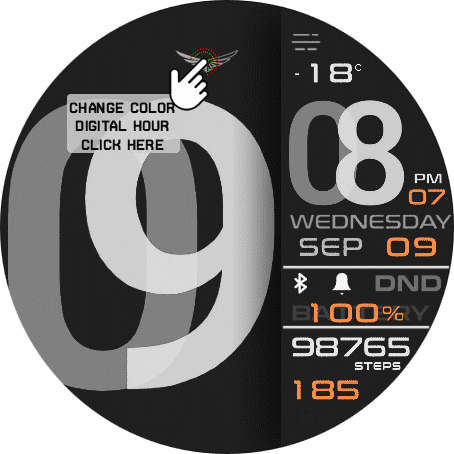 CHANGE COLOR
DIGITAL HOUR
CLICK HERE
09
-18°C
08
PM
07
WEDNESDAY
SEP 09
DND
BATTERY
100%
98765
STEPS
185